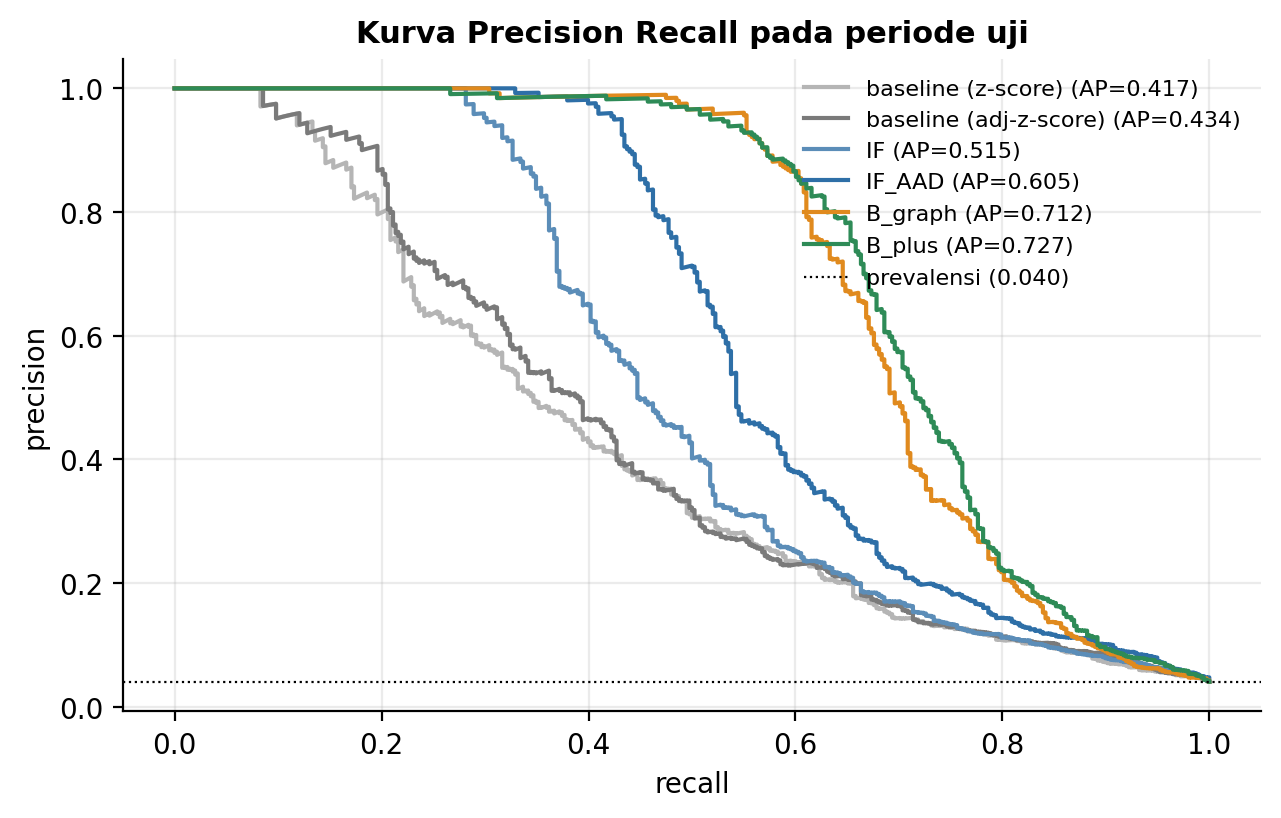 Kurva Precision Recall pada periode uji
baseline (z-score) (AP=0.417)
baseline (adj-z-score) (AP=0.434)
IF (AP=0.515)
IF_AAD (AP=0.605)
B_graph (AP=0.712)
B_plus (AP=0.727)
prevalensi (0.040)
precision
1.0
0.8
0.6
0.4
0.2
0.0
0.0 0.2 0.4 0.6 0.8 1.0
recall